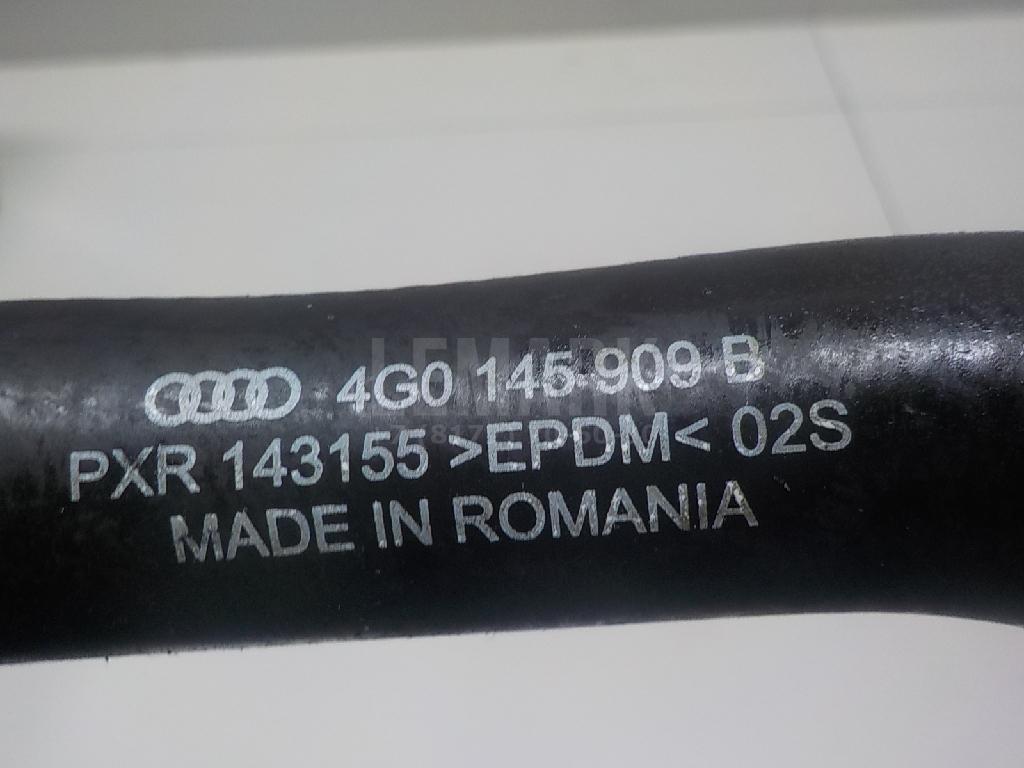 4G0 145 909 B
PXR 143155 >EPDM< 02S
MADE IN ROMANIA